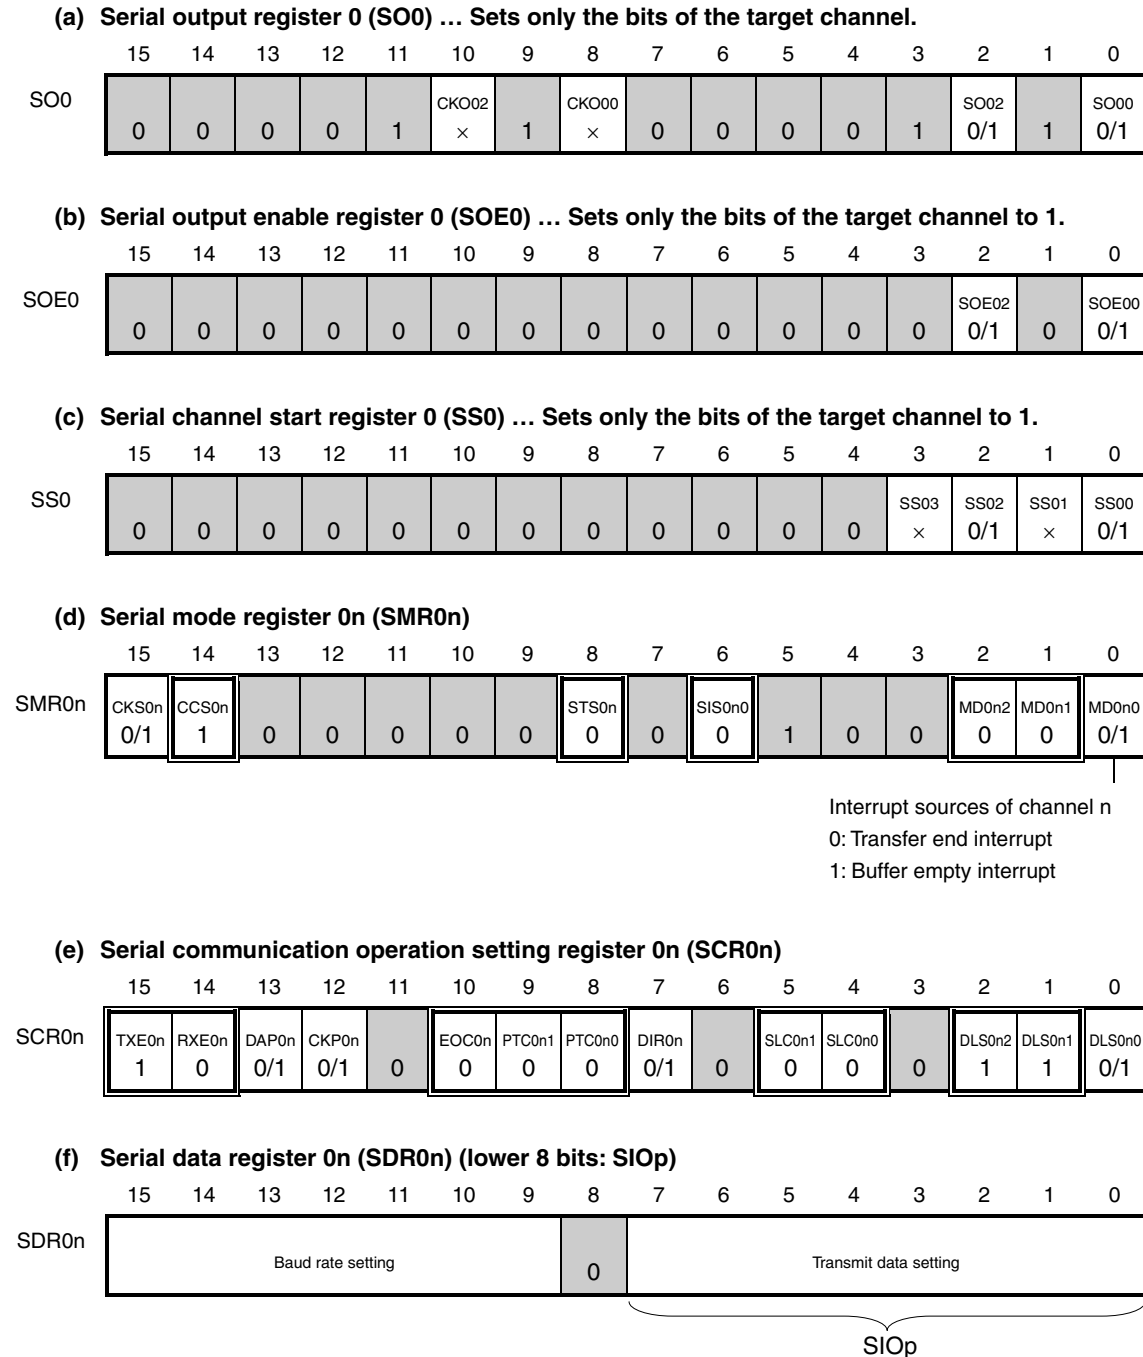 (a) Serial output register 0 (SO0) … Sets only the bits of the target channel.
15 14 13 12 11 10 9 8 7 6 5 4 3 2 1 0
SO0
CKO02 CKO00 SO02 SO00
0 0 0 0 1 × 1 × 0 0 0 0 1 0/1 1 0/1
(b) Serial output enable register 0 (SOE0) … Sets only the bits of the target channel to 1.
15 14 13 12 11 10 9 8 7 6 5 4 3 2 1 0
SOE0
SOE02 SOE00
0 0 0 0 0 0 0 0 0 0 0 0 0 0/1 0 0/1
(c) Serial channel start register 0 (SS0) … Sets only the bits of the target channel to 1.
15 14 13 12 11 10 9 8 7 6 5 4 3 2 1 0
SS0
SS03 SS02 SS01 SS00
0 0 0 0 0 0 0 0 0 0 0 0 × 0/1 × 0/1
(d) Serial mode register 0n (SMR0n)
15 14 13 12 11 10 9 8 7 6 5 4 3 2 1 0
SMR0n
CKS0n CCS0n STS0n SIS0n0 MD0n2 MD0n1 MD0n0
0/1 1 0 0 0 0 0 0 0 0 1 0 0 0 0 0/1
Interrupt sources of channel n
0: Transfer end interrupt
1: Buffer empty interrupt
(e) Serial communication operation setting register 0n (SCR0n)
15 14 13 12 11 10 9 8 7 6 5 4 3 2 1 0
SCR0n
TXE0n RXE0n DAP0n CKP0n EOC0n PTC0n1 PTC0n0 DIR0n SLC0n1 SLC0n0 DLS0n2 DLS0n1 DLS0n0
1 0 0/1 0/1 0 0 0 0 0/1 0 0 0 0 1 1 0/1
(f) Serial data register 0n (SDR0n) (lower 8 bits: SIOp)
15 14 13 12 11 10 9 8 7 6 5 4 3 2 1 0
SDR0n
Baud rate setting 0 Transmit data setting
SIOp